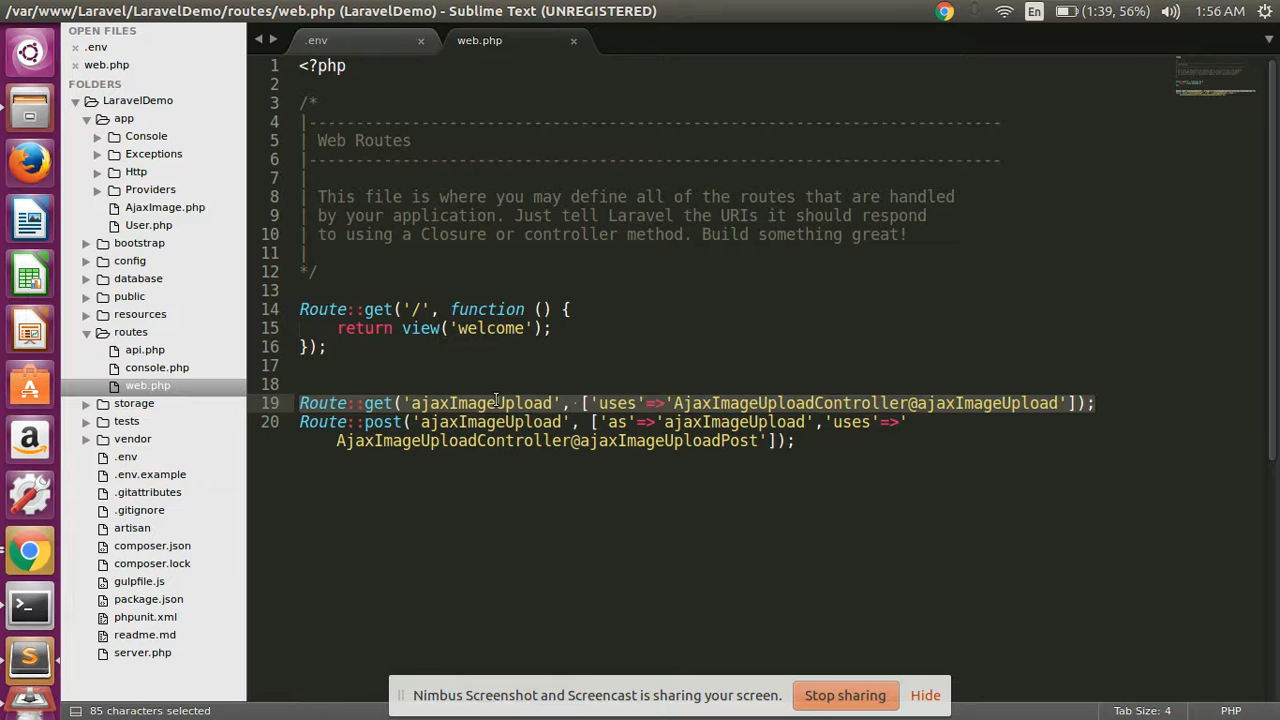 /var/www/Laravel/LaravelDemo/routes/web.php (LaravelDemo) - Sublime Text (UNREGISTERED)
En
(1:39, 56%)
1:56 AM
OPEN FILES
.env
web.php
FOLDERS
LaravelDemo
app
Console
Exceptions
Http
Providers
AjaxImage.php
User.php
bootstrap
config
database
public
resources
routes
api.php
console.php
web.php
storage
tests
vendor
.env
.env.example
.gitattributes
.gitignore
artisan
composer.json
composer.lock
gulpfile.js
package.json
phpunit.xml
readme.md
server.php
.env
web.php
1 <?php
2
3 /*
4 |--------------------------------------------------------------------------
5 | Web Routes
6 |--------------------------------------------------------------------------
7 |
8 | This file is where you may define all of the routes that are handled
9 | by your application. Just tell Laravel the URIs it should respond
10 | to using a Closure or controller method. Build something great!
11 |
12 */
13
14 Route::get('/', function () {
15 return view('welcome');
16 });
17
18
19 Route::get('ajaxImageUpload', ['uses'=>'AjaxImageUploadController@ajaxImageUpload']);
20 Route::post('ajaxImageUpload', ['as'=>'ajaxImageUpload','uses'=>'
AjaxImageUploadController@ajaxImageUploadPost']);
Nimbus Screenshot and Screencast is sharing your screen.
Stop sharing
Hide
85 characters selected
Tab Size: 4
PHP